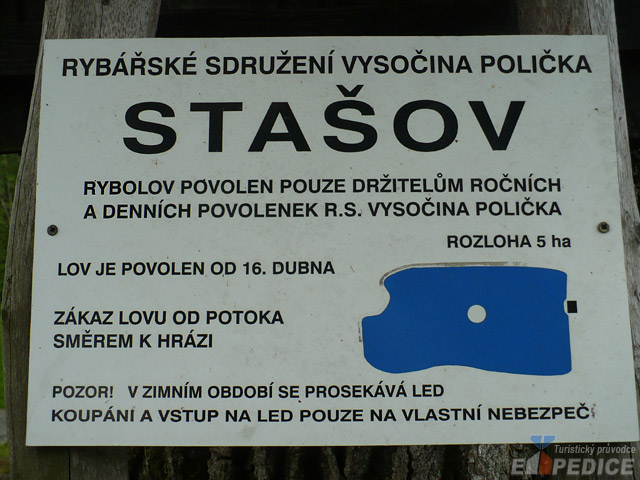 RYBÁŘSKÉ SDRUŽENÍ VYSOČINA POLIČKA
STAŠOV
RYBOLOV POVOLEN POUZE DRŽITELŮM ROČNÍCH
A DENNÍCH POVOLENEK R.S. VYSOČINA POLIČKA
ROZLOHA 5 ha
LOV JE POVOLEN OD 16. DUBNA
ZÁKAZ LOVU OD POTOKA
SMĚREM K HRÁZI
POZOR! V ZIMNÍM OBDOBÍ SE PROSEKÁVÁ LED
KOUPÁNÍ A VSTUP NA LED POUZE NA VLASTNÍ NEBEZPEČÍ
Turistický průvodce
EXPEDICE